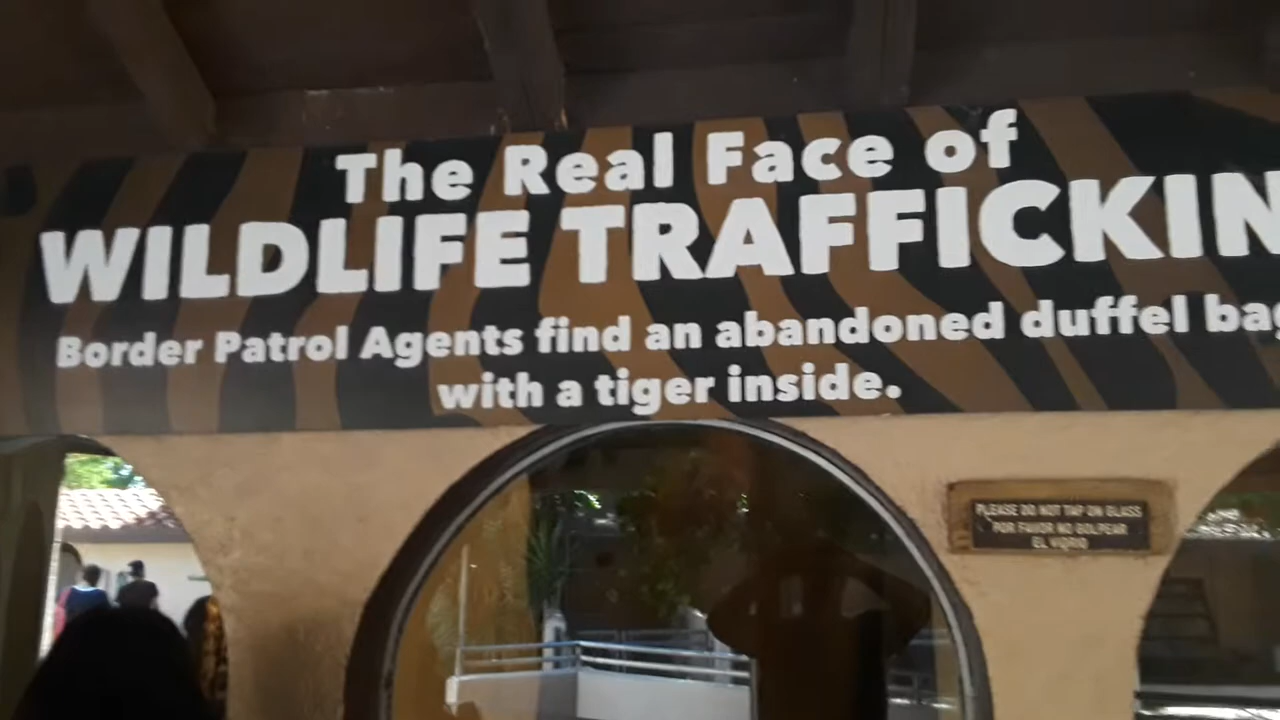 The Real Face of
WILDLIFE TRAFFICKIN
Border Patrol Agents find an abandoned duffel bag
with a tiger inside.
PLEASE DO NOT TAP ON GLASS
POR FAVOR NO GOLPEAR
EL VIDRIO